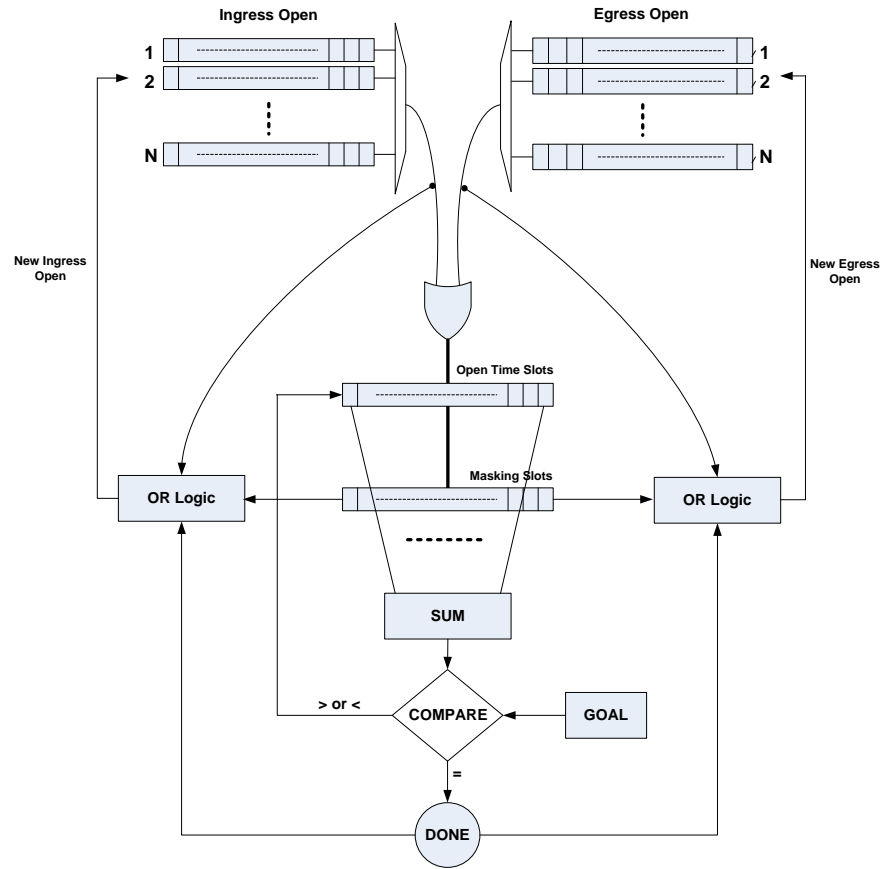 Ingress Open
Egress Open
1
1
2
2
N
N
New Ingress
Open
New Egress
Open
Open Time Slots
Masking Slots
OR Logic
OR Logic
SUM
> or <
COMPARE
GOAL
=
DONE